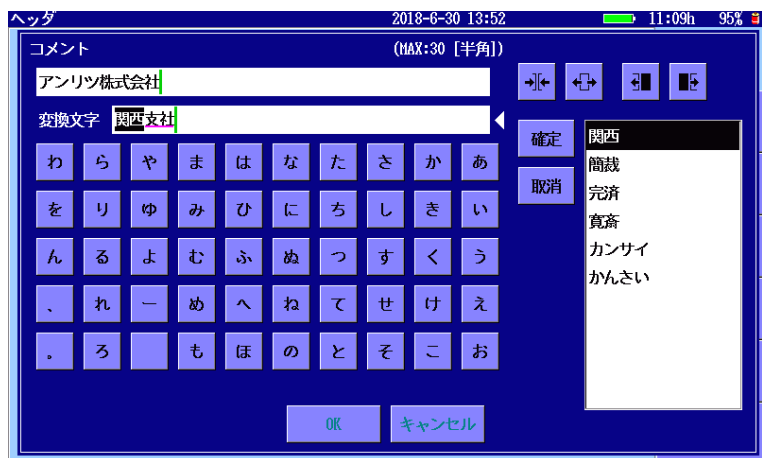 ヘッダ 2018-6-30 13:52 11:09h 95%
コメント (MAX:30 [半角])
アンリツ株式会社
変換文字 関西支社
確定
取消
わ ら や ま は な た さ か あ
を り ゆ み ひ に ち し き い
ん る よ む ふ ぬ つ す く う
、 れ ー め へ ね て せ け え
。 ろ も ほ の と そ こ お
関西
簡裁
完済
寛斎
カンサイ
かんさい
OK キャンセル